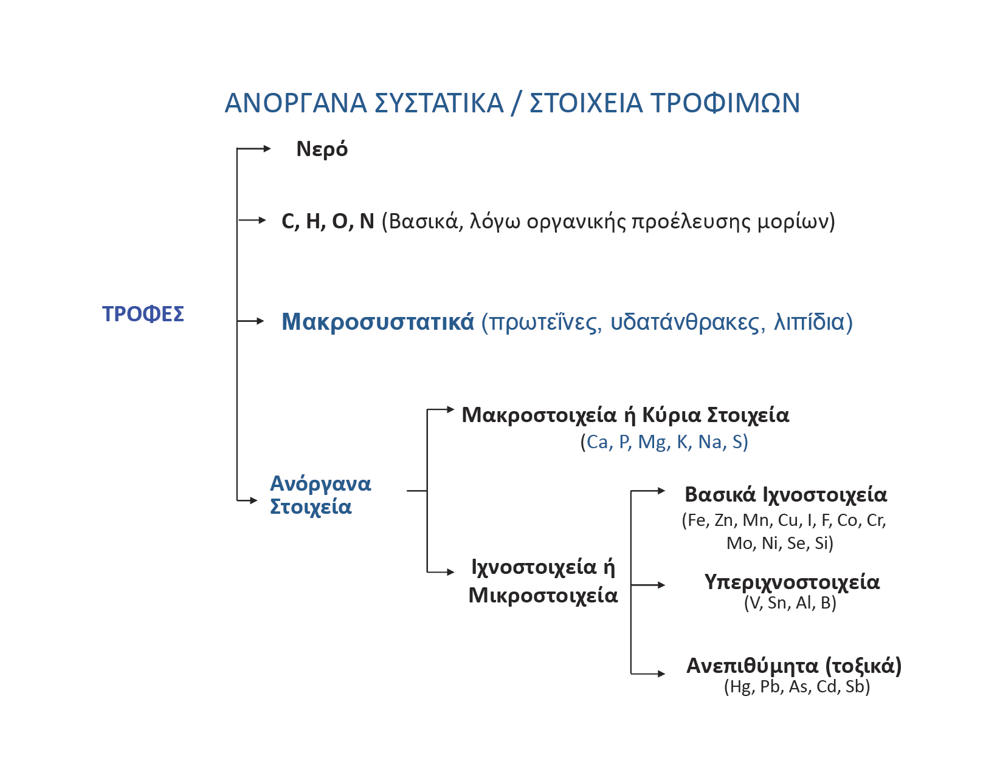 ΑΝΟΡΓΑΝΑ ΣΥΣΤΑΤΙΚΑ / ΣΤΟΙΧΕΙΑ ΤΡΟΦΙΜΩΝ
Νερό
C, H, O, N (Βασικά, λόγω οργανικής προέλευσης μορίων)
ΤΡΟΦΕΣ
Μακροσυστατικά (πρωτεΐνες, υδατάνθρακες, λιπίδια)
Μακροστοιχεία ή Κύρια Στοιχεία
(Ca, P, Mg, K, Na, S)
Ανόργανα
Στοιχεία
Βασικά Ιχνοστοιχεία
(Fe, Zn, Mn, Cu, I, F, Co, Cr,
Mo, Ni, Se, Si)
Ιχνοστοιχεία ή
Μικροστοιχεία
Υπεριχνοστοιχεία
(V, Sn, Al, B)
Ανεπιθύμητα (τοξικά)
(Hg, Pb, As, Cd, Sb)